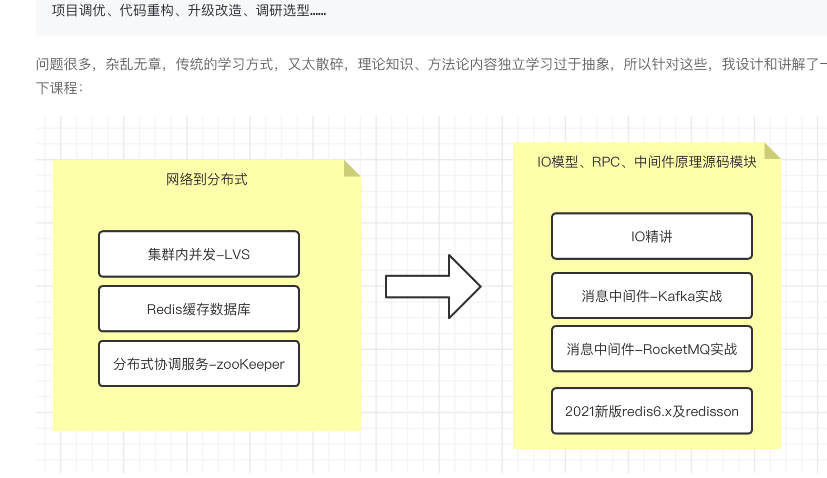 项目调优、代码重构、升级改造、调研选型......
问题很多，杂乱无章，传统的学习方式，又太散碎，理论知识、方法论内容独立学习过于抽象，所以针对这些，我设计和讲解了一
下课程：
网络到分布式
集群内并发-LVS
Redis缓存数据库
分布式协调服务-zooKeeper
IO模型、RPC、中间件原理源码模块
IO精讲
消息中间件-Kafka实战
消息中间件-RocketMQ实战
2021新版redis6.x及redisson